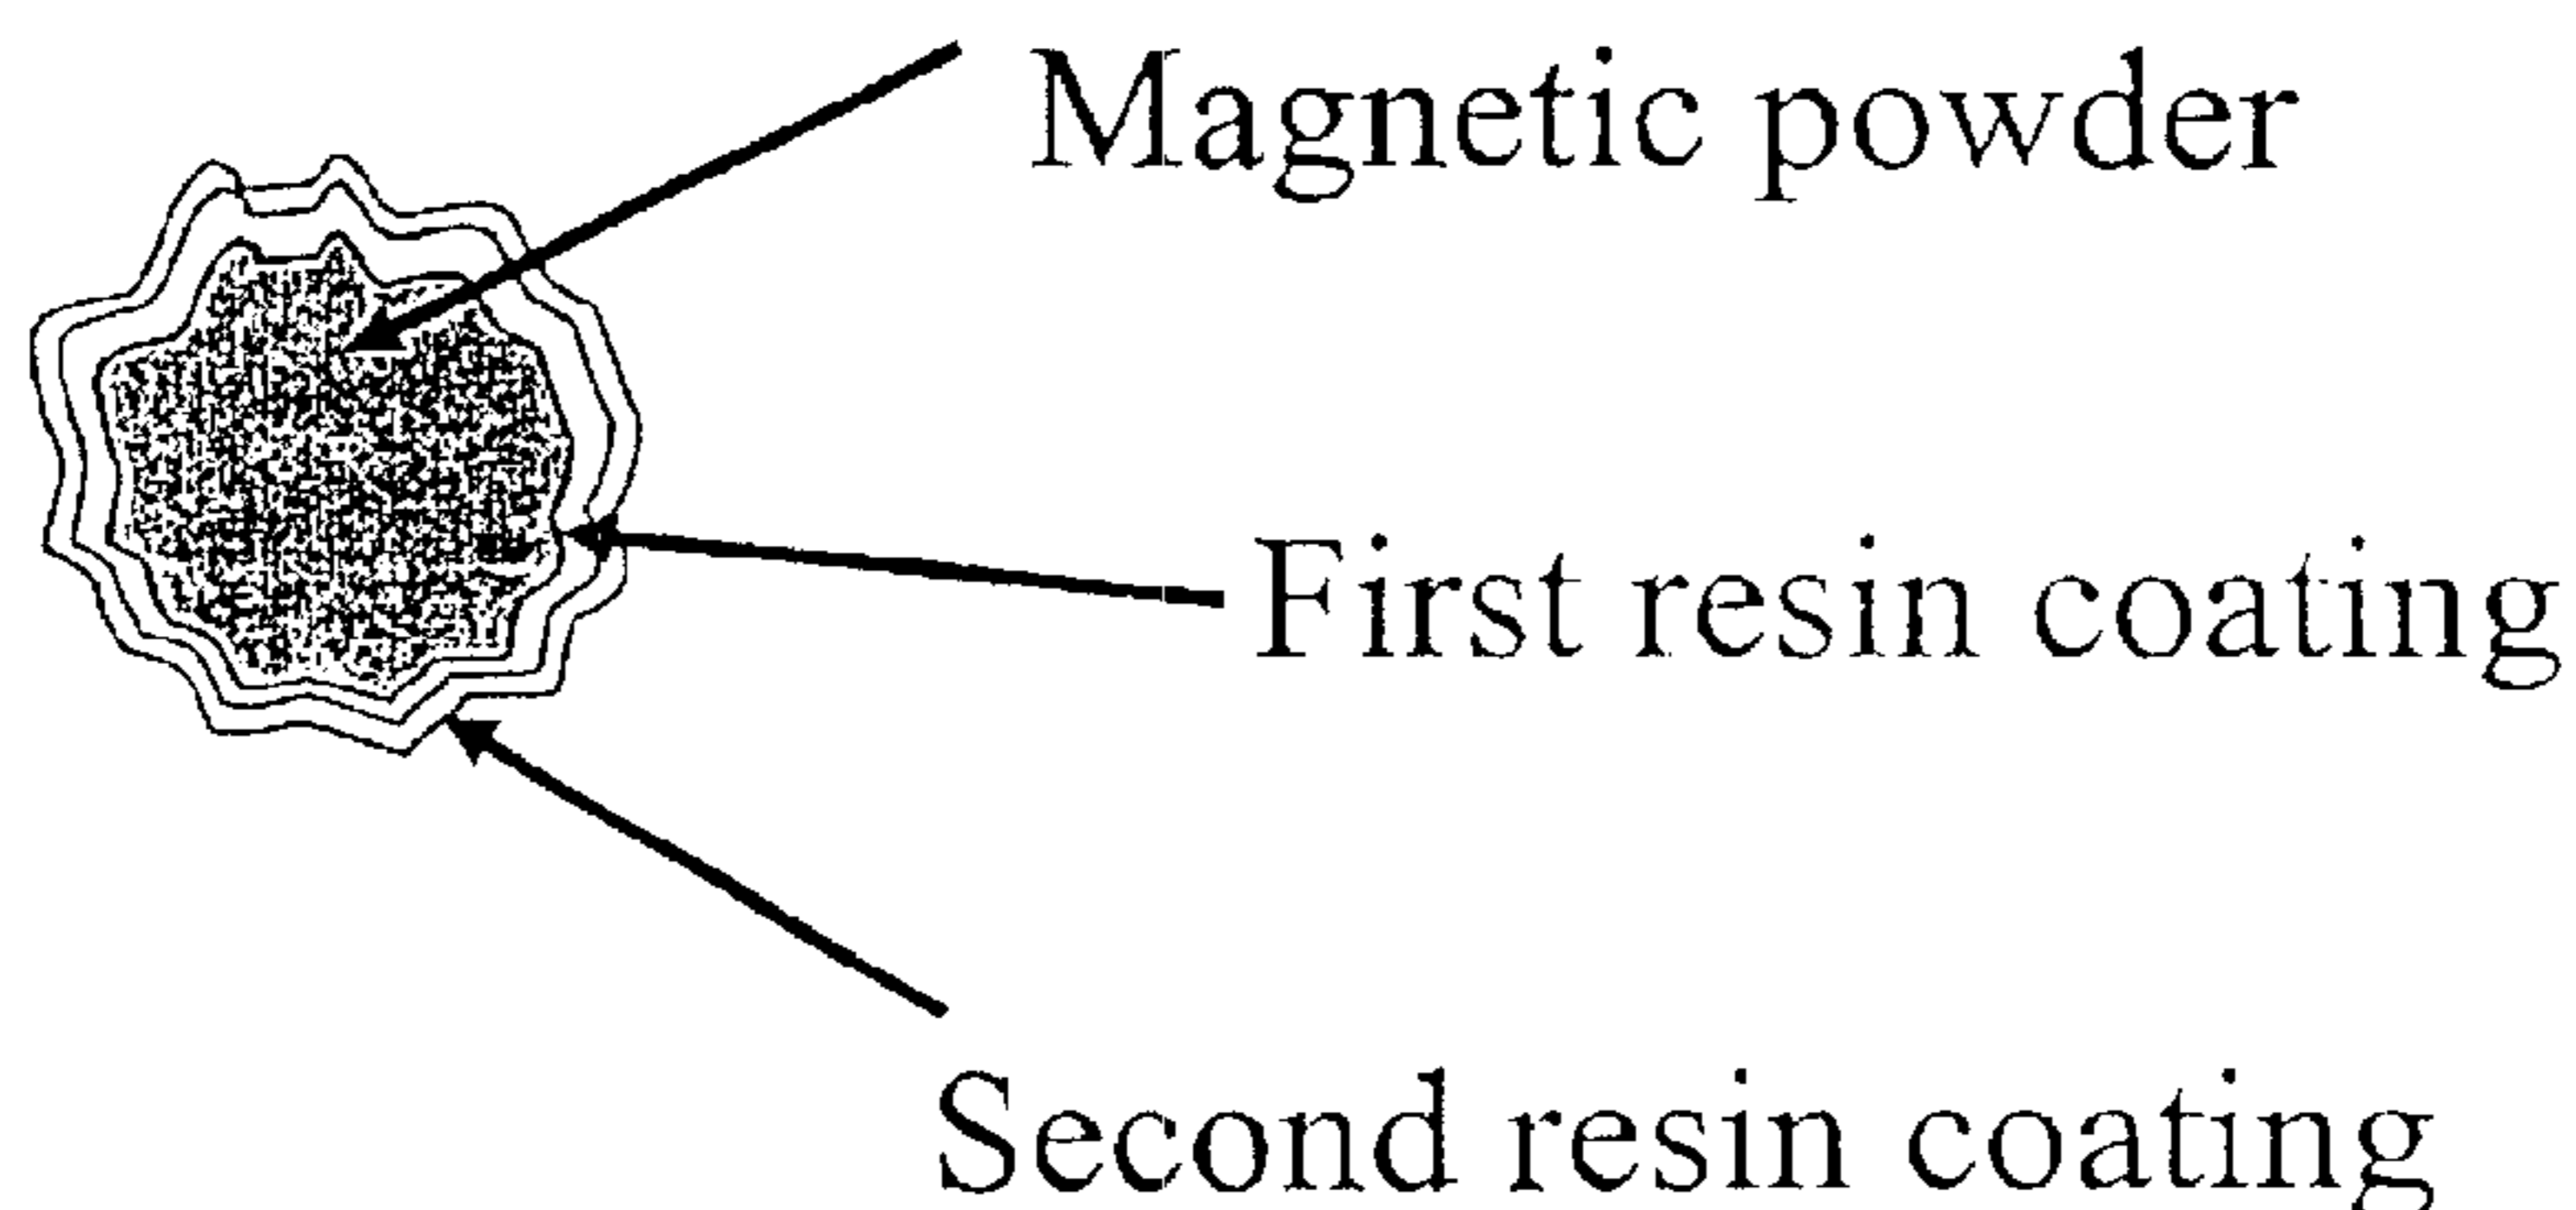 Magnetic powder
First resin coating
Second resin coating